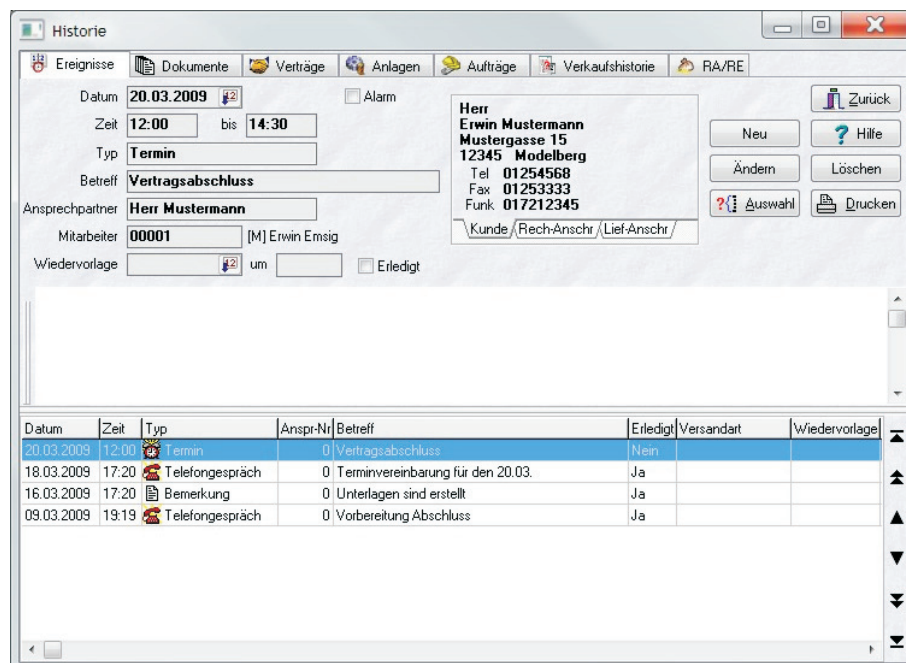 Historie
Ereignisse Dokumente Verträge Anlagen Aufträge Verkaufshistorie RA/RE
Datum 20.03.2009 Alarm
Zeit 12:00 bis 14:30
Typ Termin
Betreff Vertragsabschluss
Ansprechpartner Herr Mustermann
Mitarbeiter 00001 [M] Erwin Emsig
Wiedervorlage um Erledigt
Herr
Erwin Mustermann
Mustergasse 15
12345 Modelberg
Tel 01254568
Fax 01253333
Funk 017212345
Kunde Rech-Anschr Lief-Anschr
Zurück
Neu Hilfe
Ändern Löschen
Auswahl Drucken
Datum Zeit Typ Anspr-Nr Betreff Erledigt Versandart Wiedervorlage
20.03.2009 12:00 Termin 0 Vertragsabschluss Nein
18.03.2009 17:20 Telefongespräch 0 Terminvereinbarung für den 20.03. Ja
16.03.2009 17:20 Bemerkung 0 Unterlagen sind erstellt Ja
09.03.2009 19:19 Telefongespräch 0 Vorbereitung Abschluss Ja